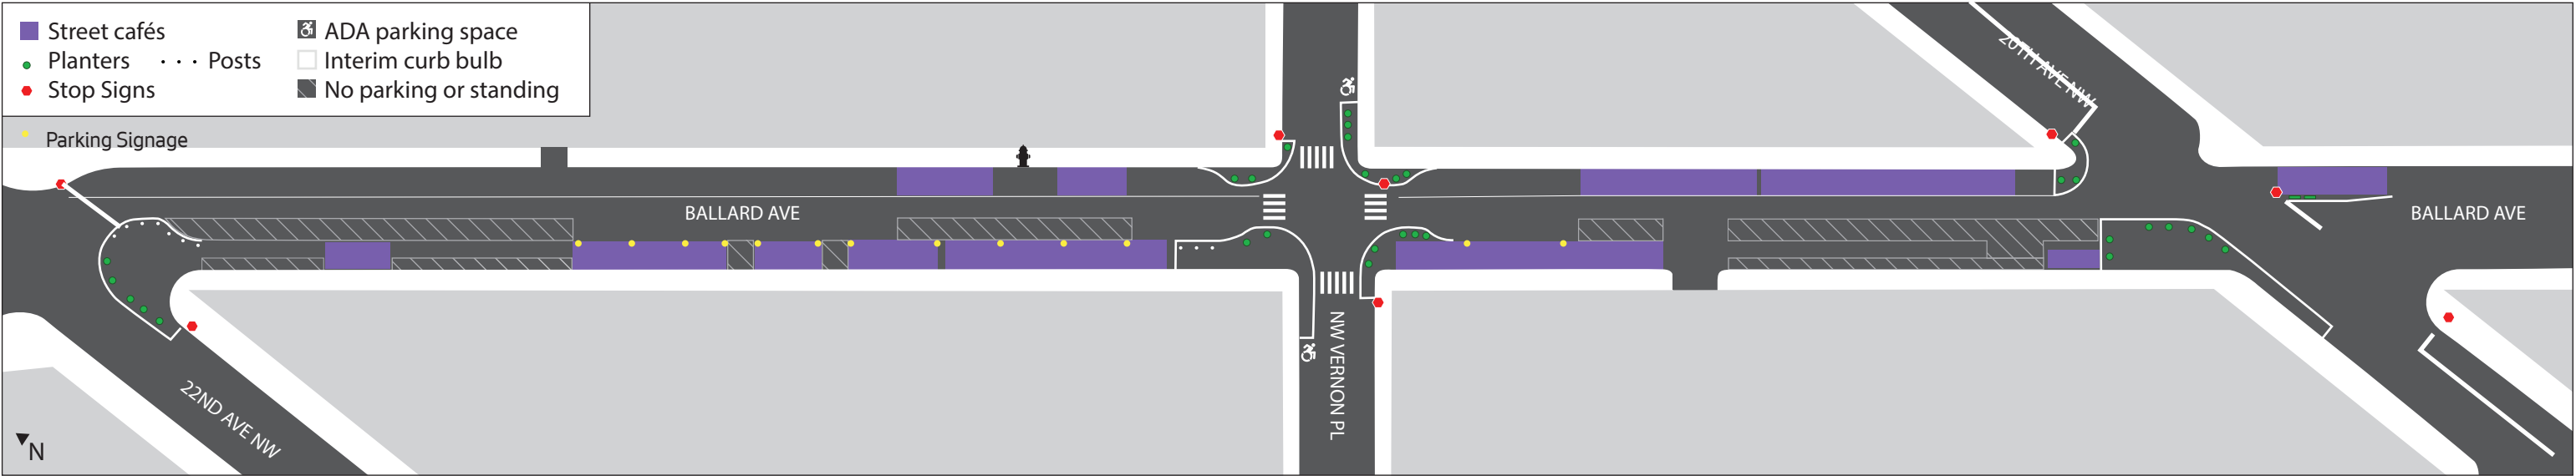 Street cafés
ADA parking space
Planters
Posts
Interim curb bulb
Stop Signs
No parking or standing
Parking Signage
20TH AVE NW
BALLARD AVE
BALLARD AVE
NW VERNON PL
22ND AVE NW
N